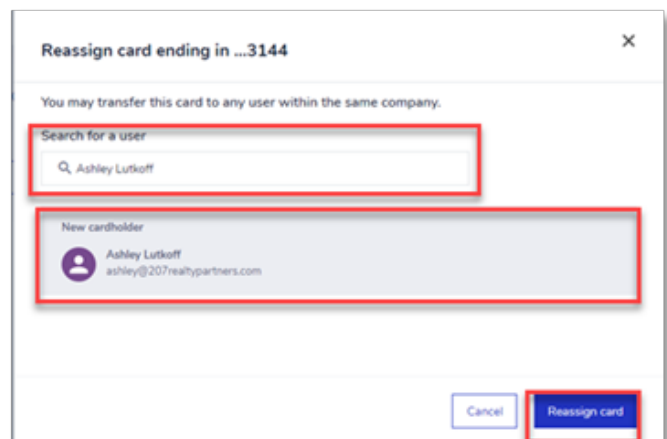 Reassign card ending in ...3144
You may transfer this card to any user within the same company.
Search for a user
Ashley Lutkoff
New cardholder
Ashley Lutkoff
ashley@207realtypartners.com
Cancel
Reassign card